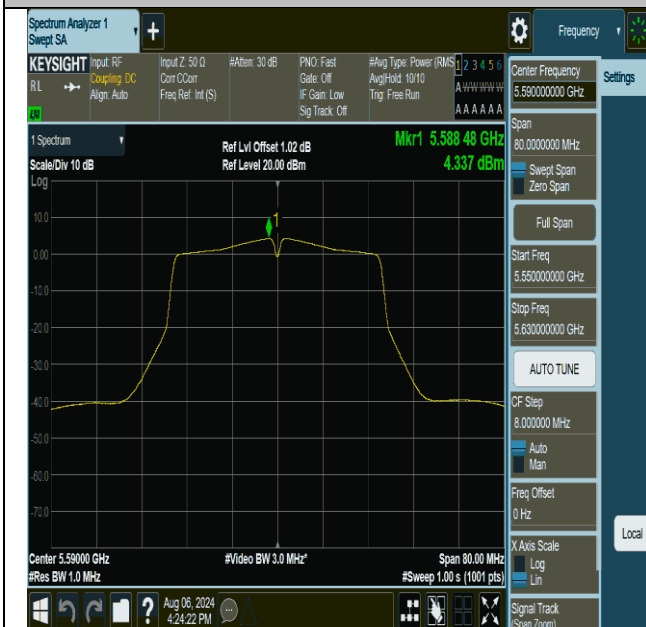 Spectrum Analyzer 1
Swept SA
+
Frequency
KEYSIGHT
RL
LXI
Input: RF
Coupling: DC
Align: Auto
Input Z: 50 Ω
Corr CCorr
Freq Ref: Int (S)
#Atten: 30 dB
PNO: Fast
Gate: Off
IF Gain: Low
Sig Track: Off
#Avg Type: Power (RMS)
Avg|Hold: 10/10
Trig: Free Run
1 2 3 4 5 6
A W W W W W
A A A A A A
Center Frequency
5.590000000 GHz
Settings
Span
80.0000000 MHz
Swept Span
Zero Span
Full Span
Start Freq
5.550000000 GHz
Stop Freq
5.630000000 GHz
AUTO TUNE
CF Step
8.000000 MHz
Auto
Man
Freq Offset
0 Hz
X Axis Scale
Log
Lin
Signal Track
(Span Zoom)
Local
1 Spectrum
Scale/Div 10 dB
Log
Ref Lvl Offset 1.02 dB
Ref Level 20.00 dBm
Mkr1 5.588 48 GHz
4.337 dBm
1
10.0
0.00
-10.0
-20.0
-30.0
-40.0
-50.0
-60.0
-70.0
Center 5.59000 GHz
#Res BW 1.0 MHz
#Video BW 3.0 MHz*
Span 80.00 MHz
#Sweep 1.00 s (1001 pts)
?
Aug 06, 2024
4:24:22 PM